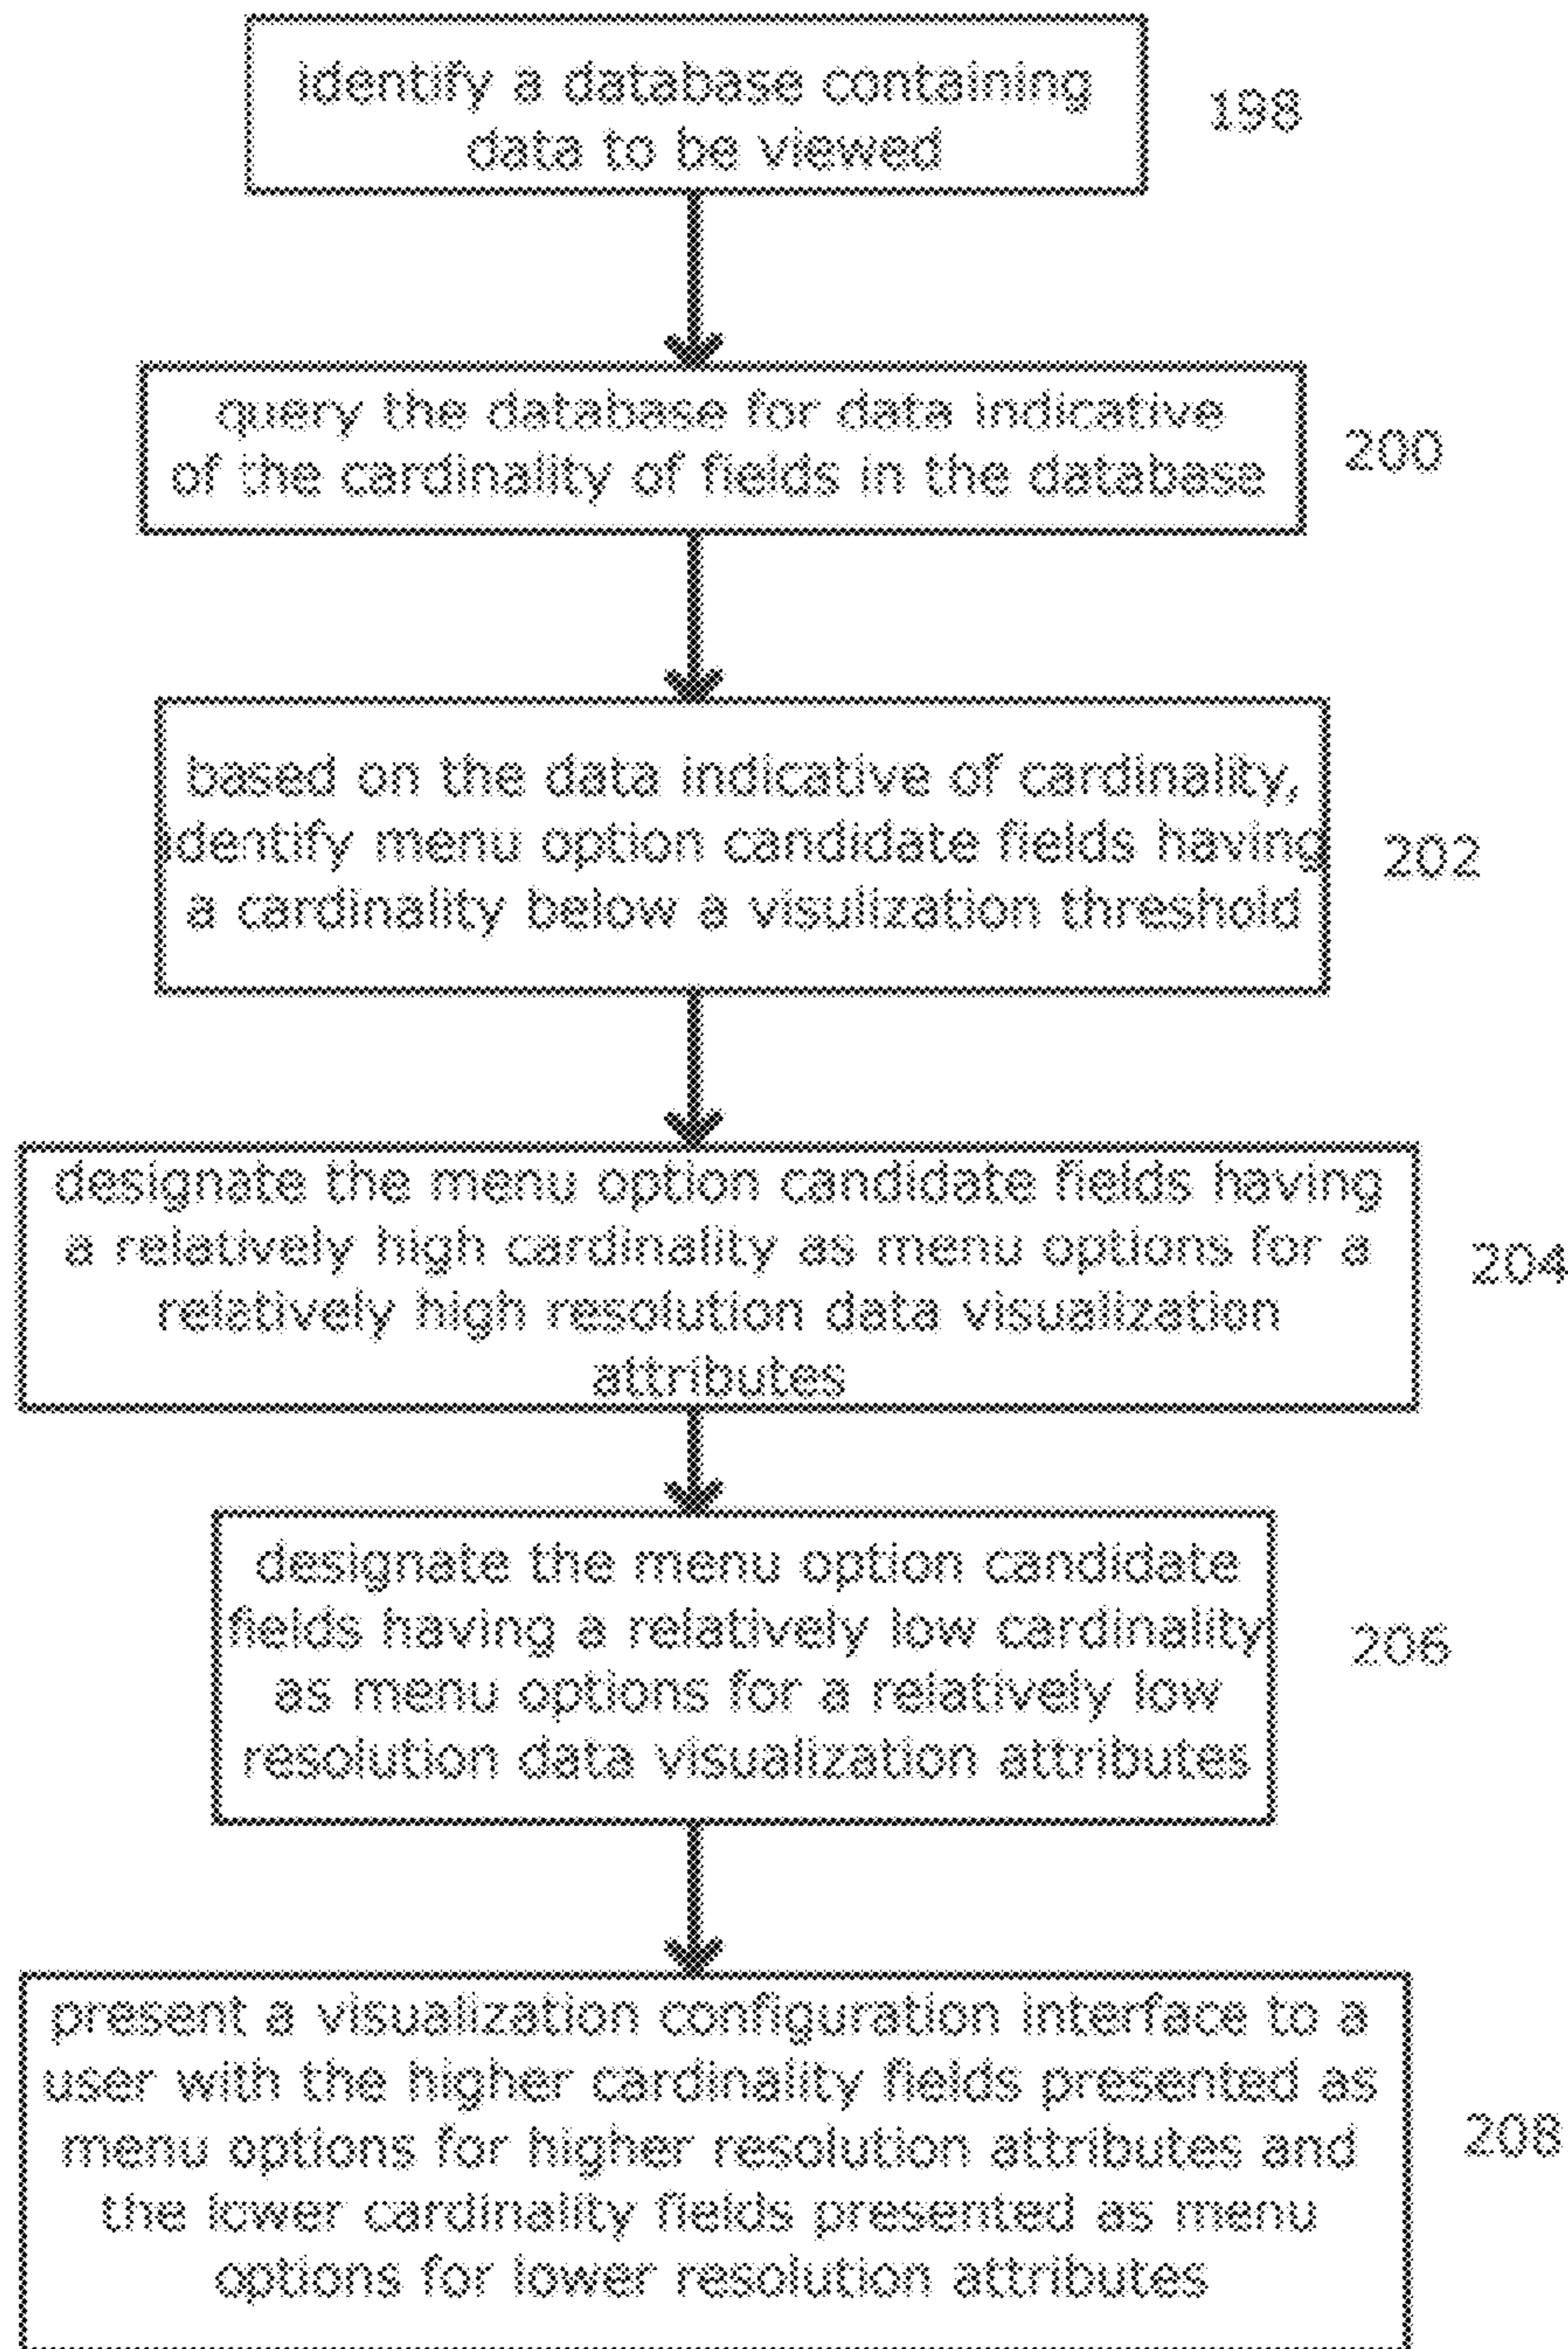 identify a database containing
data to be viewed
198
query the database for data indicative
of the cardinality of fields in the database
200
based on the data indicative of cardinality,
identify menu option candidate fields having
a cardinality below a visulization threshold
202
designate the menu option candidate fields having
a relatively high cardinality as menu options for a
relatively high resolution data visualization
attributes
204
designate the menu option candidate
fields having a relatively low cardinality
as menu options for a relatively low
resolution data visualization attributes
206
present a visualization configuration interface to a
user with the higher cardinality fields presented as
menu options for higher resolution attributes and
the lower cardinality fields presented as menu
options for lower resolution attributes
208